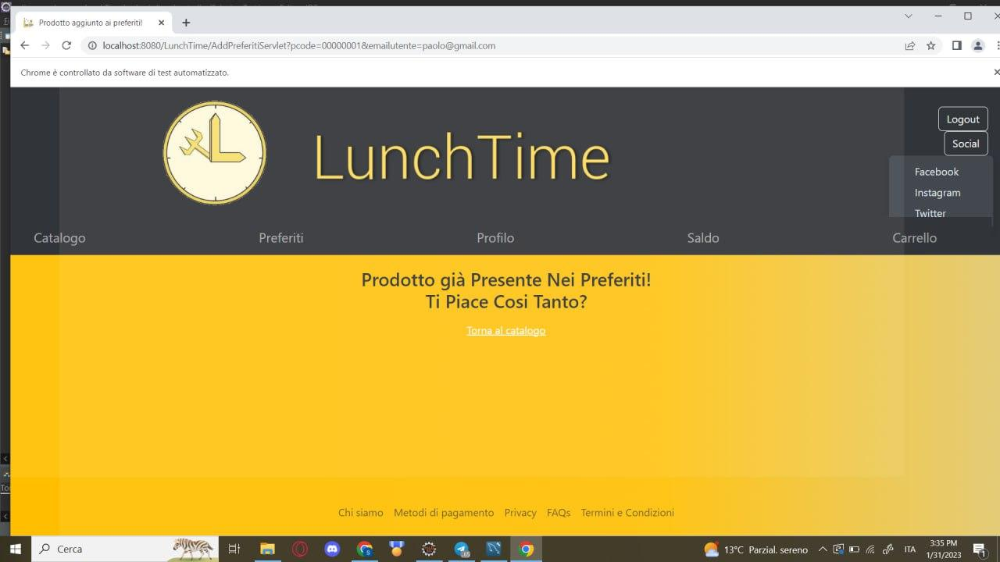 Prodotto aggiunto ai preferiti!
localhost:8080/LunchTime/AddPreferitiServlet?pcode=00000001&emailutente=paolo@gmail.com
Chrome è controllato da software di test automatizzato.
LunchTime
Logout
Social
Facebook
Instagram
Twitter
Catalogo Preferiti Profilo Saldo Carrello
Prodotto già Presente Nei Preferiti!
Ti Piace Cosi Tanto?
Torna al catalogo
Chi siamo Metodi di pagamento Privacy FAQs Termini e Condizioni
Cerca
13°C Parzial. sereno
ITA
3:35 PM
1/31/2023